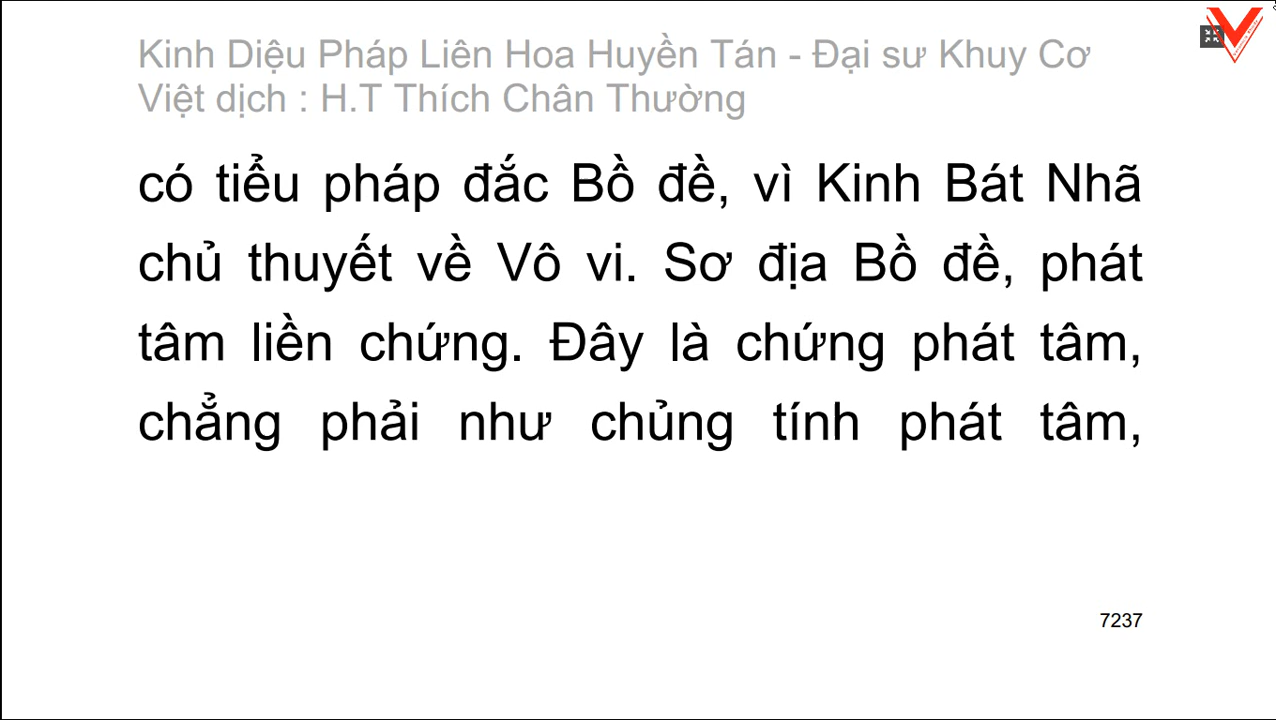 Kinh Diệu Pháp Liên Hoa Huyền Tán - Đại sư Khuy Cơ
Việt dịch : H.T Thích Chân Thường
có tiểu pháp đắc Bồ đề, vì Kinh Bát Nhã
chủ thuyết về Vô vi. Sơ địa Bồ đề, phát
tâm liền chứng. Đây là chứng phát tâm,
chẳng phải như chủng tính phát tâm,
7237